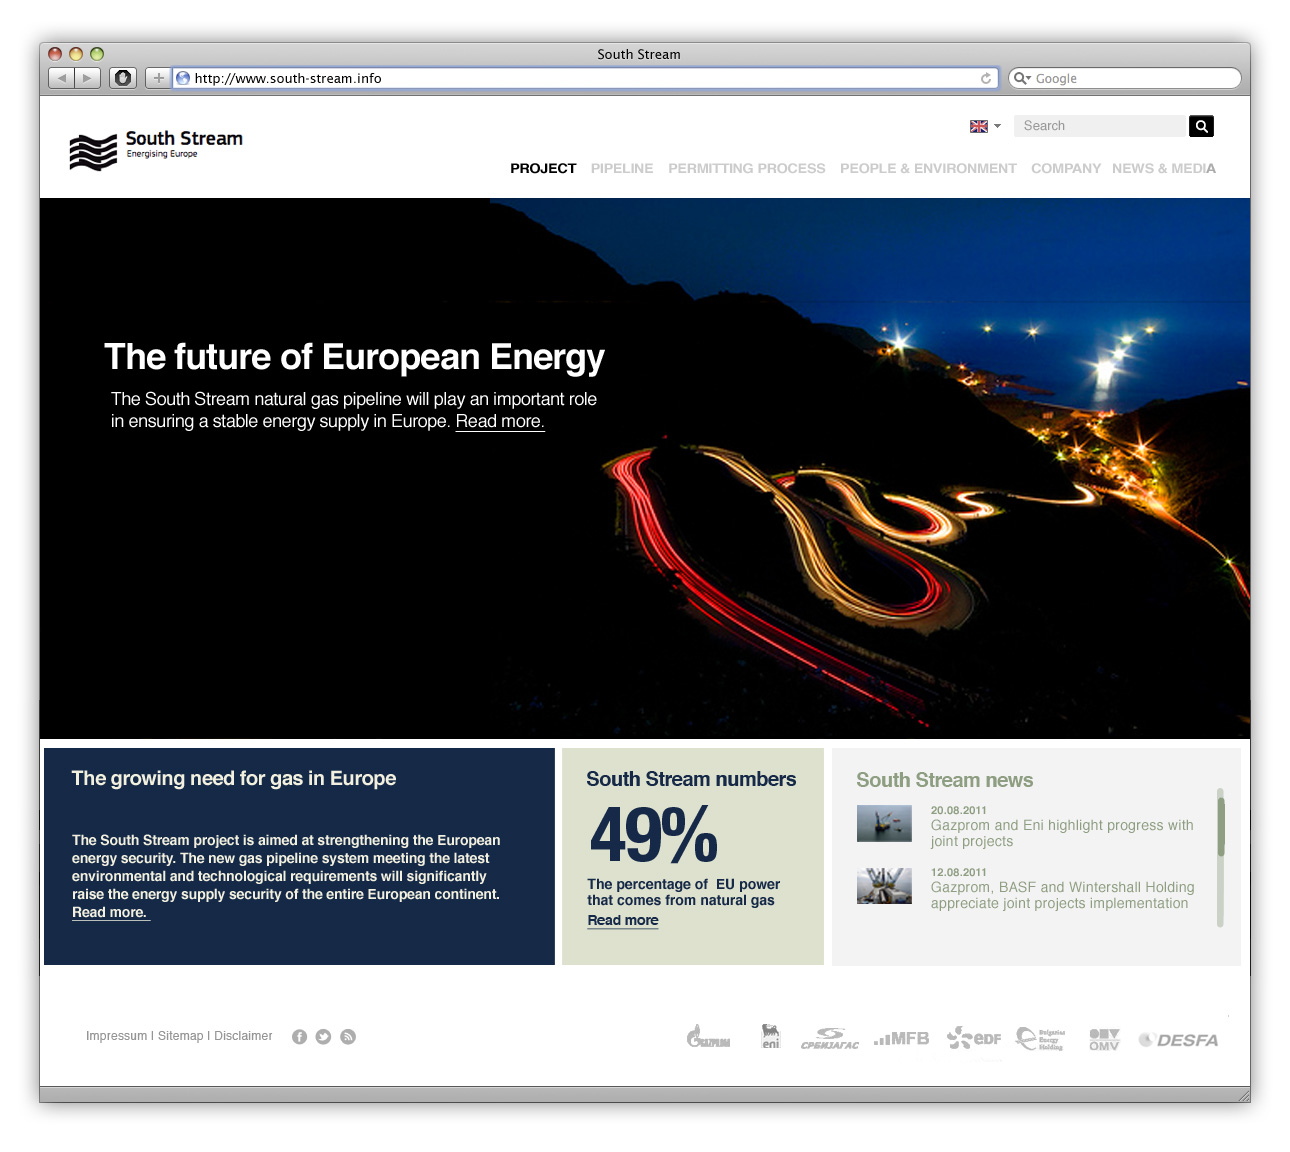 South Stream
http://www.south-stream.info
Google
South Stream
Energising Europe
Search
PROJECT PIPELINE PERMITTING PROCESS PEOPLE & ENVIRONMENT COMPANY NEWS & MEDIA
The future of European Energy
The South Stream natural gas pipeline will play an important role
in ensuring a stable energy supply in Europe. Read more.
The growing need for gas in Europe
The South Stream project is aimed at strengthening the European
energy security. The new gas pipeline system meeting the latest
environmental and technological requirements will significantly
raise the energy supply security of the entire European continent.
Read more.
South Stream numbers
49%
The percentage of EU power
that comes from natural gas
Read more
South Stream news
20.08.2011
Gazprom and Eni highlight progress with
joint projects
12.08.2011
Gazprom, BASF and Wintershall Holding
appreciate joint projects implementation
Impressum I Sitemap I Disclaimer
GAZPROM
eni
СРБИЈАГАС
MFB
eDF
Bulgarian
Energy
Holding
OMV
DESFA